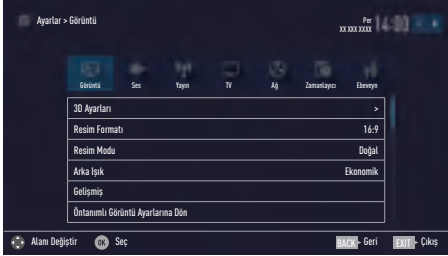 Ayarlar > Görüntü
Per
XX XXX XXXX
Görüntü Ses Yayın TV Ağ Zamanlayıcı Ebeveyn
3D Ayarları >
Resim Formatı 16:9
Resim Modu Doğal
Arka Işık Ekonomik
Gelişmiş
Öntanımlı Görüntü Ayarlarına Dön
Alanı Değiştir OK Seç BACK Geri EXIT Çıkış